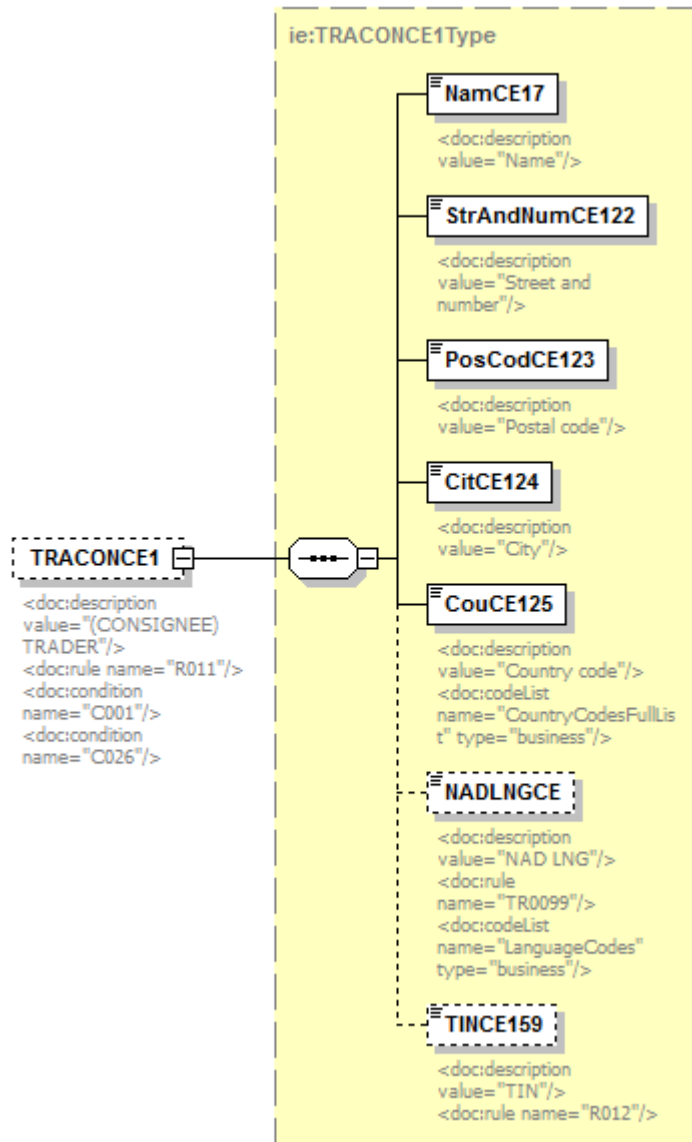 ie:TRACONCE1Type
NamCE17
<doc:description
value="Name"/>
StrAndNumCE122
<doc:description
value="Street and
number"/>
PosCodCE123
<doc:description
value="Postal code"/>
CitCE124
<doc:description
value="City"/>
TRACONCE1
<doc:description
value="(CONSIGNEE)
TRADER"/>
<doc:rule name="R011"/>
<doc:condition
name="C001"/>
<doc:condition
name="C026"/>
CouCE125
<doc:description
value="Country code"/>
<doc:codeList
name="CountryCodesFullLis
t" type="business"/>
NADLNGCE
<doc:description
value="NAD LNG"/>
<doc:rule
name="TR0099"/>
<doc:codeList
name="LanguageCodes"
type="business"/>
TINCE159
<doc:description
value="TIN"/>
<doc:rule name="R012"/>